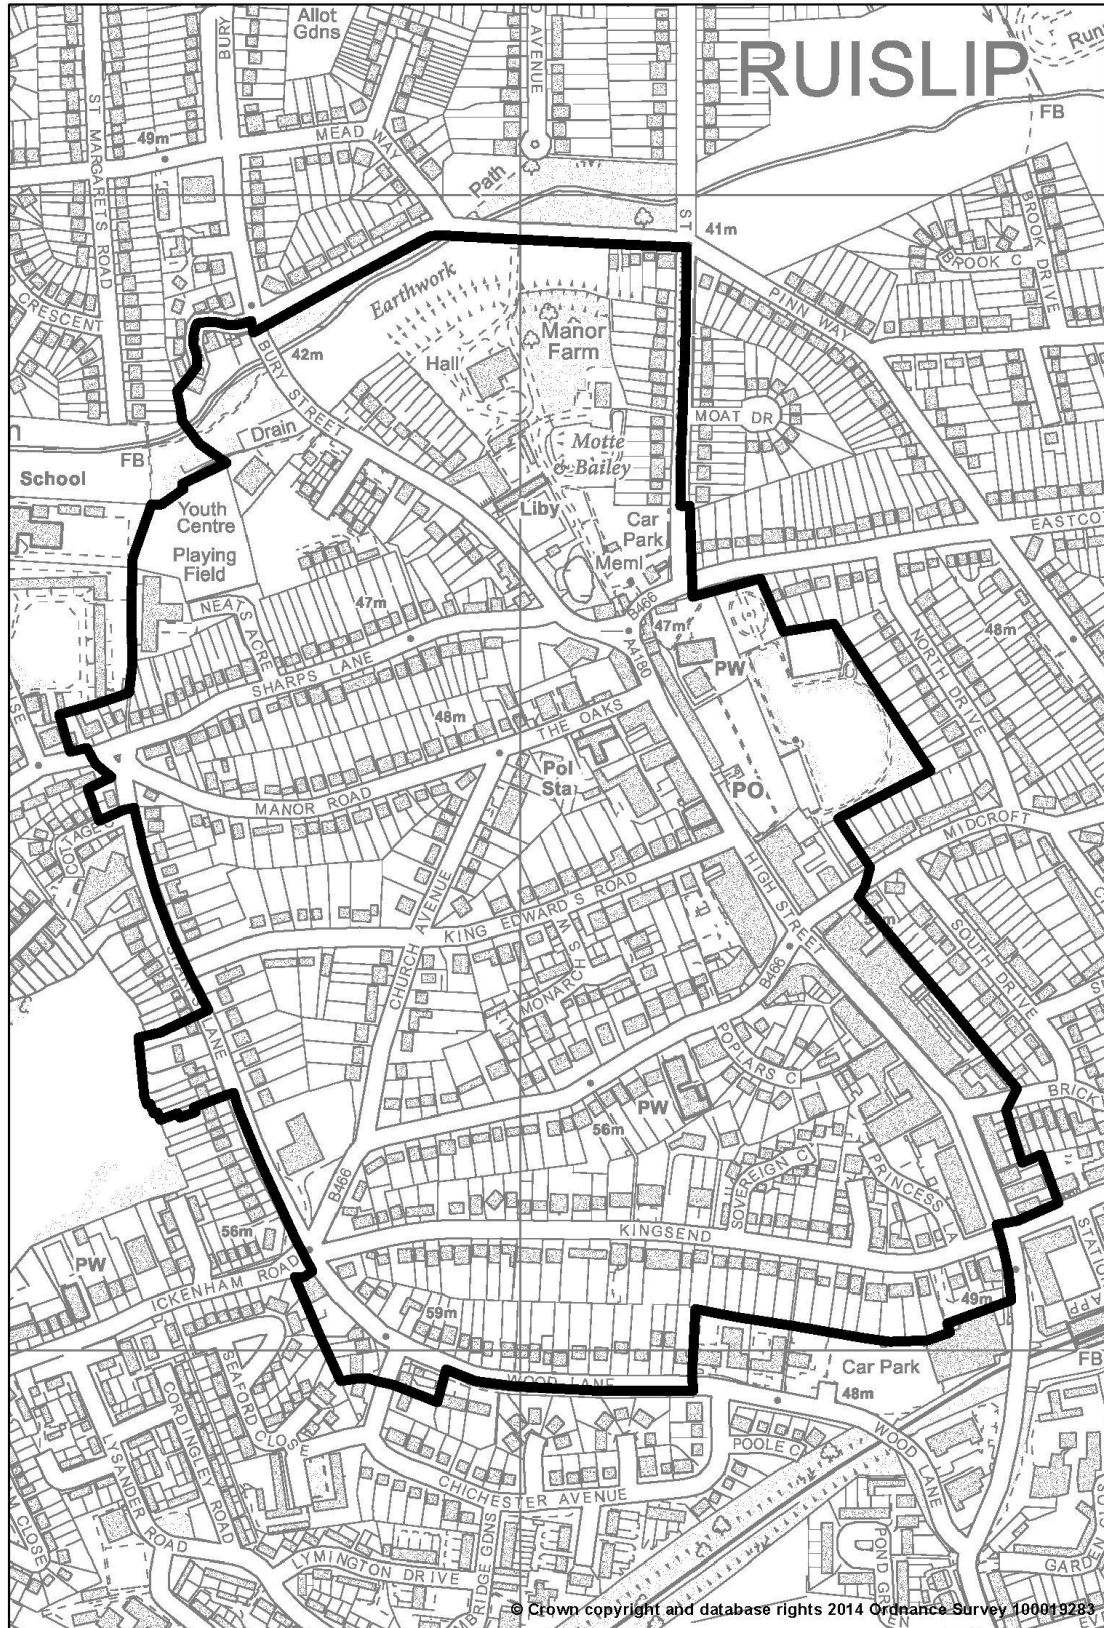 Allot
Gdns
BURY
D AVENUE
RUISLIP
Run
FB
ST MARGARETS ROAD
49m
MEAD WAY
Path
ST
41m
BROOK DRIVE
BROOK C
PINN WAY
CRESCENT
Earthwork
Manor
Farm
42m
Hall
BURY STREET
MOAT DR
Drain
Motte
& Bailey
School
FB
Youth
Centre
Liby
Car
Park
EASTCO
Playing
Field
Meml
NEATS ACRE
47m
B466
47m
A4180
NORTH DRIVE
48m
SHARPS LANE
PW
48m
THE OAKS
Pol
Sta
PO
MANOR ROAD
MIDCROFT
COTTAGE C
HIGH STREET
CHURCH AVENUE
KING EDWARD'S ROAD
MONARCH'S W
SOUTH DRIVE
B466
LANE
POPLARS C
BRICK
PW
56m
B466
SOVEREIGN C
PRINCESS LA
KINGSEND
56m
PW
ICKENHAM ROAD
STATIO APP
49m
59m
FB
WOOD LANE
Car Park
48m
SEAFORD CLOSE
CORDINGLEY ROAD
LYSANDER ROAD
POOLE C
WOOD LANE
CHICHESTER AVENUE
M CLOSE
LYMINGTON DRIVE
MBRIDGE GDNS
POND GREEN
GARDEN
© Crown copyright and database rights 2014 Ordnance Survey 100019283